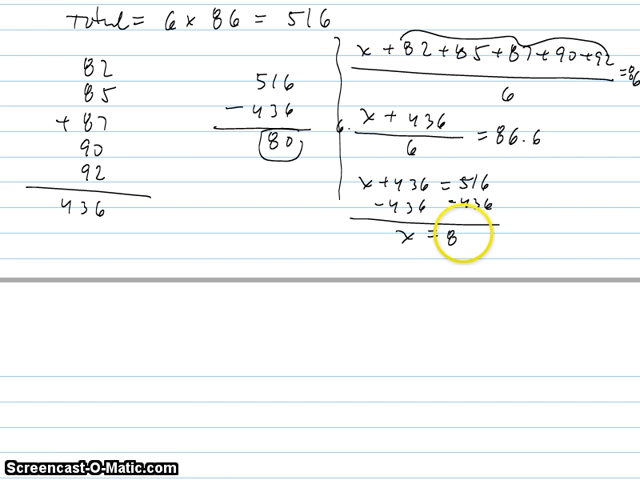 total = 6 × 86 = 516
82
85
+ 87
90
92
436
516
- 436
80
x + 82 + 85 + 87 + 90 + 92
6
= 86
6 · x + 436
6
= 86 · 6
x + 436 = 516
- 436 - 436
x = 8
Screencast-O-Matic.com